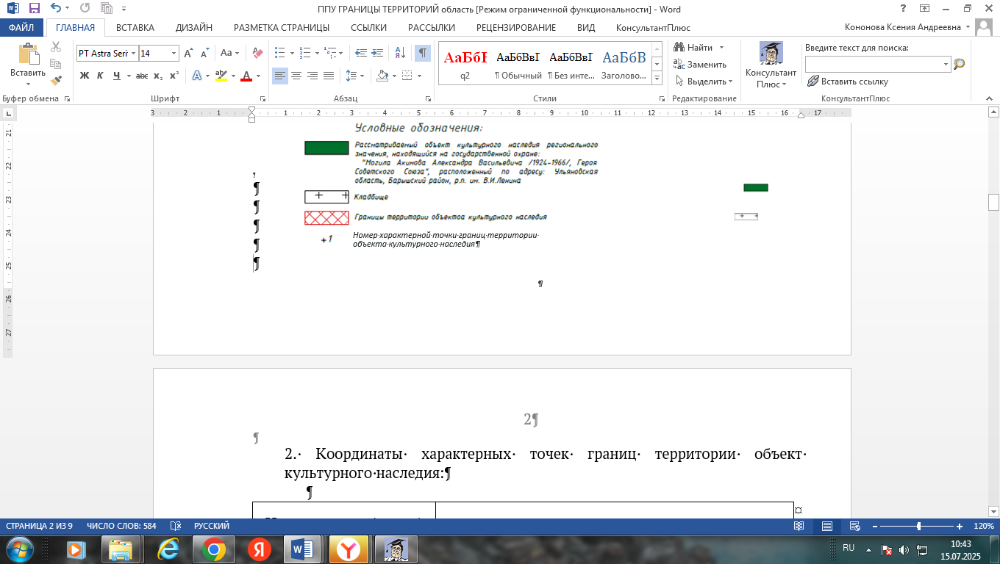 ППУ ГРАНИЦЫ ТЕРРИТОРИЙ область [Режим ограниченной функциональности] - Word
ФАЙЛ ГЛАВНАЯ ВСТАВКА ДИЗАЙН РАЗМЕТКА СТРАНИЦЫ ССЫЛКИ РАССЫЛКИ РЕЦЕНЗИРОВАНИЕ ВИД КонсультантПлюс Кононова Ксения Андреевна
Вставить
PT Astra Seri 14
Ж К Ч abc x₂ x²
АаБбВ АаБбВвІ АаБбВвІ АаБбВ
q2 ¶ Обычный ¶ Без инте... Заголово...
Найти
Заменить
Выделить
Консультант
Плюс
Введите текст для поиска:
Вставить ссылку
Буфер обмена Шрифт Абзац Стили Редактирование КонсультантПлюс
3 2 1 1 2 3 4 5 6 7 8 9 10 11 12 13 14 15 16 17
21
22
23
24
25
26
27
Условные обозначения:
Рассматриваемый объект культурного наследия регионального
значения, находящийся на государственной охране:
"Могила Акимова Александра Васильевича /1924-1966/, Героя
Советского Союза", расположенный по адресу: Ульяновская
область, Барышский район, р.п. им. В.И.Ленина
Кладбище
Границы территории объектоа культурного наследия
+1
Номер·характерной·точки·границ·территории·
объекта·культурного·наследия¶
2¶
2.· Координаты· характерных· точек· границ· территории· объект·
культурного·наследия:¶
СТРАНИЦА 2 ИЗ 9 ЧИСЛО СЛОВ: 584 РУССКИЙ 120%
RU 10:43
15.07.2025